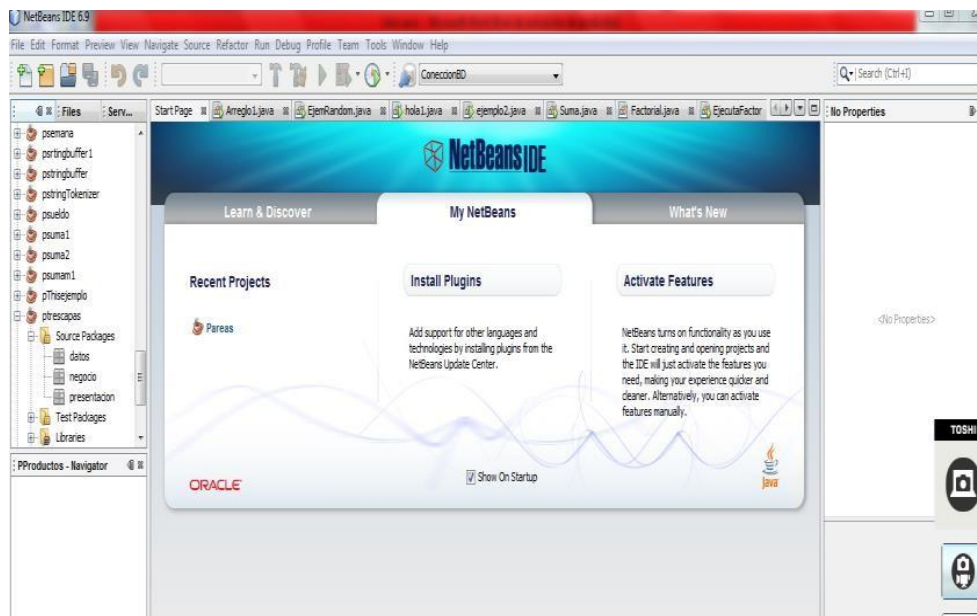 NetBeans IDE 6.9
File Edit Format Preview View Navigate Source Refactor Run Debug Profile Team Tools Window Help
ConeccionBD
Search (Ctrl+I)
Files
Serv...
Start Page
Arreglo1.java
EjemRandom.java
hola1.java
ejemplo2.java
Suma.java
Factorial.java
EjecutaFactor
No Properties
psemana
psrtingbuffer1
pstringbuffer
pstringTokenizer
psueldo
psuma1
psuma2
psumam1
pThisejemplo
ptrescapas
Source Packages
datos
negocio
presentacion
Test Packages
Libraries
PProductos - Navigator
NetBeans IDE
Learn & Discover
My NetBeans
What's New
Recent Projects
Pareas
Install Plugins
Add support for other languages and
technologies by installing plugins from the
NetBeans Update Center.
Activate Features
NetBeans turns on functionality as you use
it. Start creating and opening projects and
the IDE will just activate the features you
need, making your experience quicker and
cleaner. Alternatively, you can activate
features manually.
Show On Startup
ORACLE
Java
<No Properties>
TOSHI